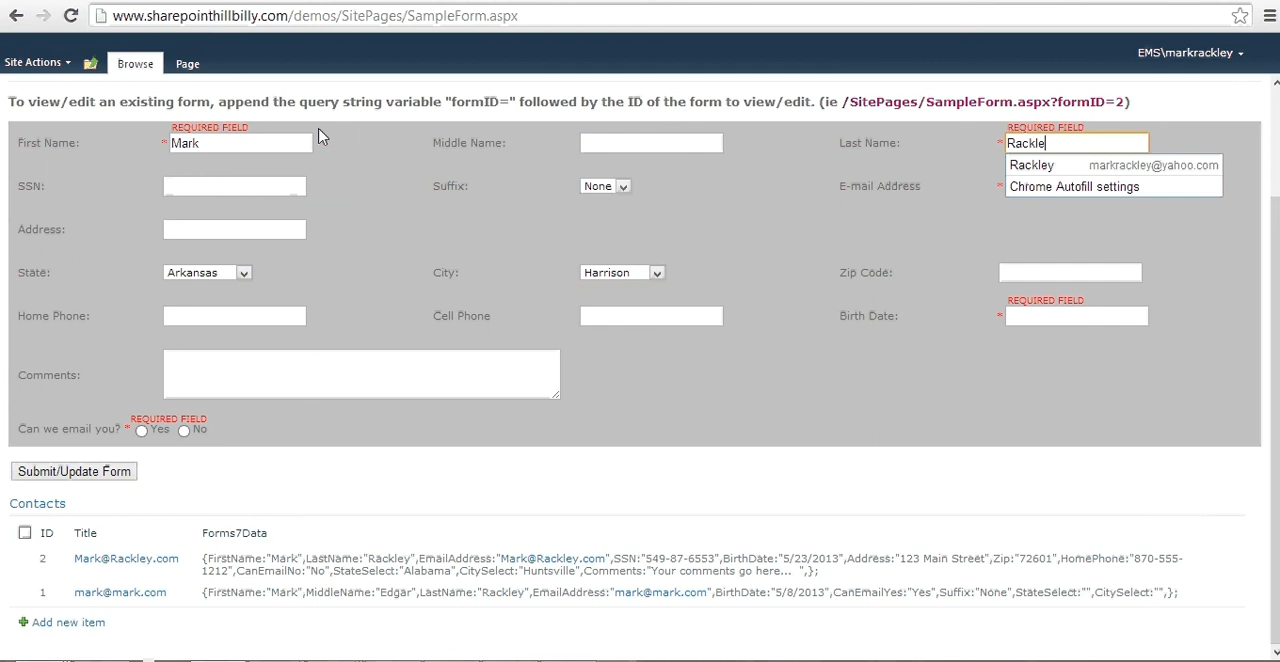 www.sharepointhillbilly.com/demos/SitePages/SampleForm.aspx
Site Actions Browse Page EMS\markrackley
To view/edit an existing form, append the query string variable "formID=" followed by the ID of the form to view/edit. (ie /SitePages/SampleForm.aspx?formID=2)
REQUIRED FIELD REQUIRED FIELD
First Name: * Mark Middle Name: Last Name: * Rackle
Rackley markrackley@yahoo.com
SSN: Suffix: None E-mail Address * Chrome Autofill settings
Address:
State: Arkansas City: Harrison Zip Code:
REQUIRED FIELD
Home Phone: Cell Phone Birth Date: *
Comments:
REQUIRED FIELD
Can we email you? * Yes No
Submit/Update Form
Contacts
ID Title Forms7Data
2 Mark@Rackley.com {FirstName:"Mark",LastName:"Rackley",EmailAddress:"Mark@Rackley.com",SSN:"549-87-6553",BirthDate:"5/23/2013",Address:"123 Main Street",Zip:"72601",HomePhone:"870-555-
1212",CanEmailNo:"No",StateSelect:"Alabama",CitySelect:"Huntsville",Comments:"Your comments go here... ",};
1 mark@mark.com {FirstName:"Mark",MiddleName:"Edgar",LastName:"Rackley",EmailAddress:"mark@mark.com",BirthDate:"5/8/2013",CanEmailYes:"Yes",Suffix:"None",StateSelect:"",CitySelect:"",};
Add new item